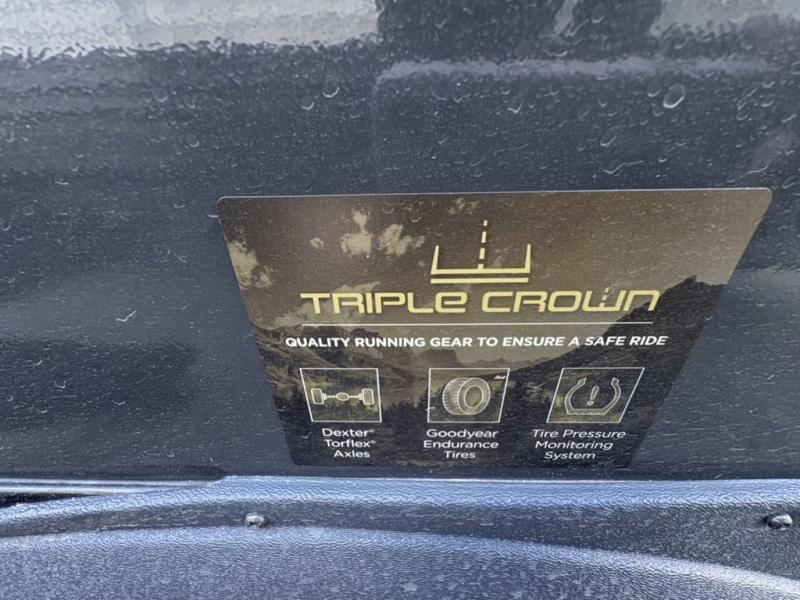 TRIPLE CROWN
QUALITY RUNNING GEAR TO ENSURE A SAFE RIDE
Dexter®
Torflex®
Axles
Goodyear
Endurance
Tires
Tire Pressure
Monitoring
System